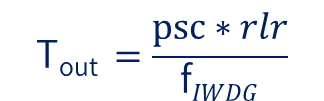 T_out = psc * rlr / f_IWDG